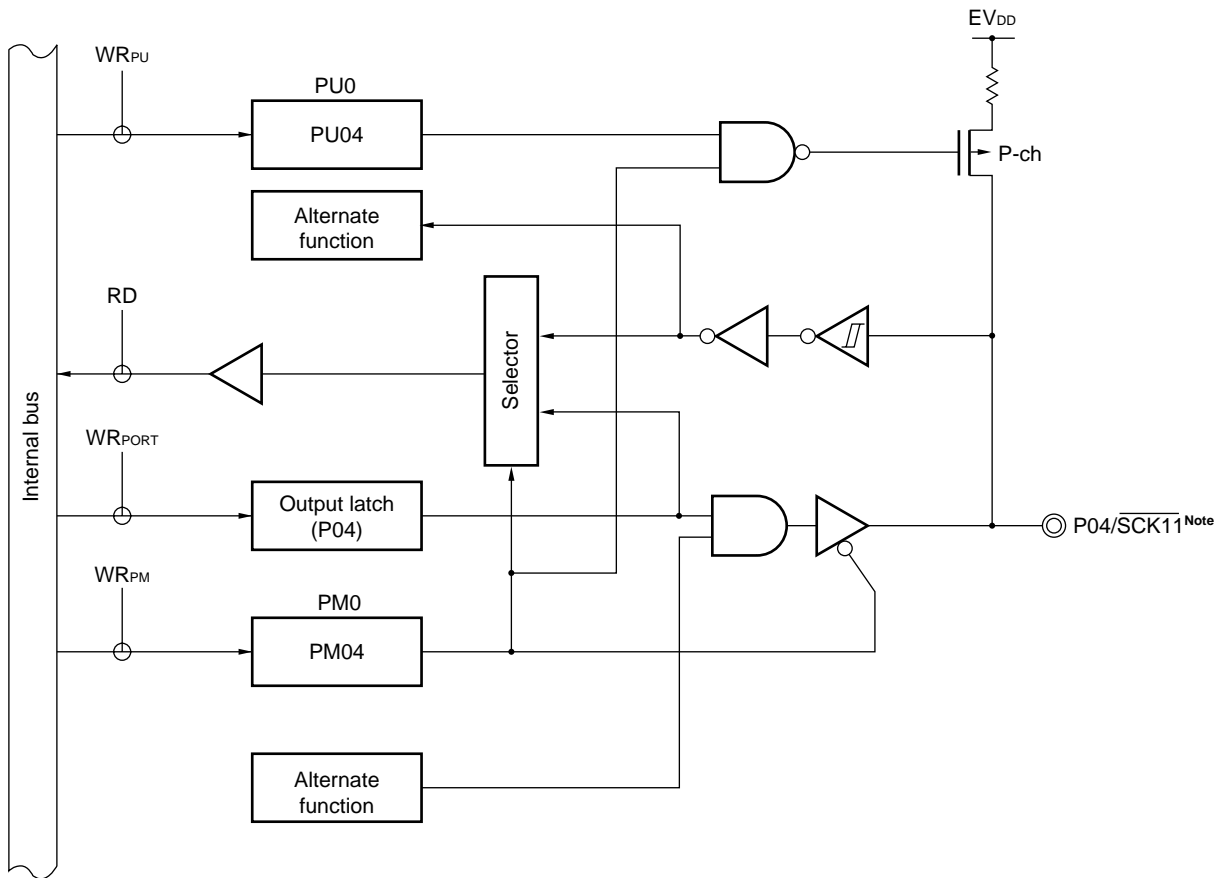 EVDD
WRPU
PU0
PU04
P-ch
Alternate
function
RD
Selector
Internal bus
WRPORT
Output latch
(P04)
P04/SCK11Note
WRPM
PM0
PM04
Alternate
function